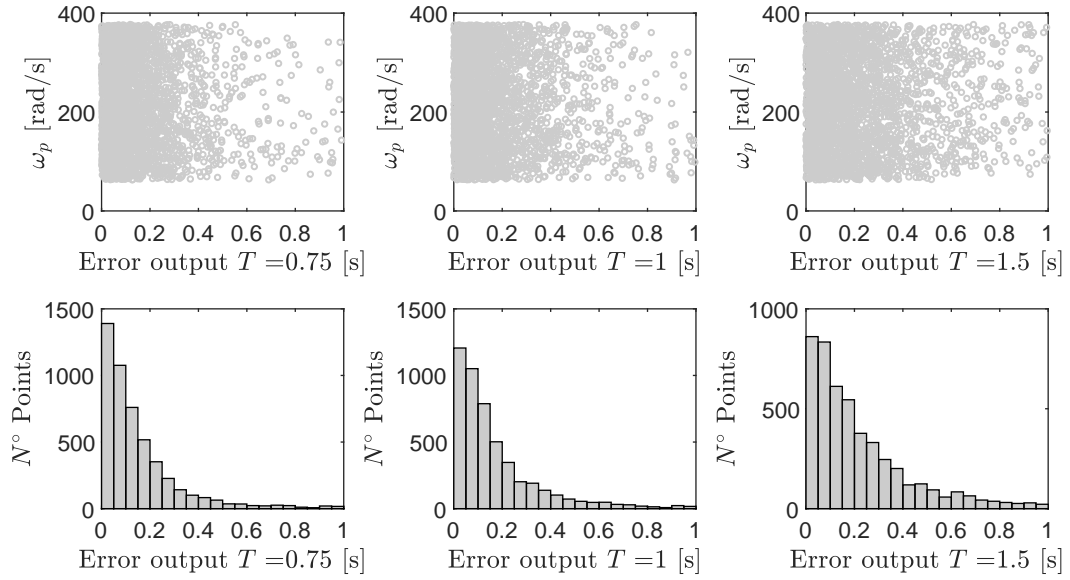 400
200
0
ω_p [rad/s]
0 0.2 0.4 0.6 0.8 1
Error output T =0.75 [s]
400
200
0
ω_p [rad/s]
0 0.2 0.4 0.6 0.8 1
Error output T =1 [s]
400
200
0
ω_p [rad/s]
0 0.2 0.4 0.6 0.8 1
Error output T =1.5 [s]
1500
1000
500
0
N° Points
0 0.2 0.4 0.6 0.8 1
Error output T =0.75 [s]
1500
1000
500
0
N° Points
0 0.2 0.4 0.6 0.8 1
Error output T =1 [s]
1000
500
0
N° Points
0 0.2 0.4 0.6 0.8 1
Error output T =1.5 [s]